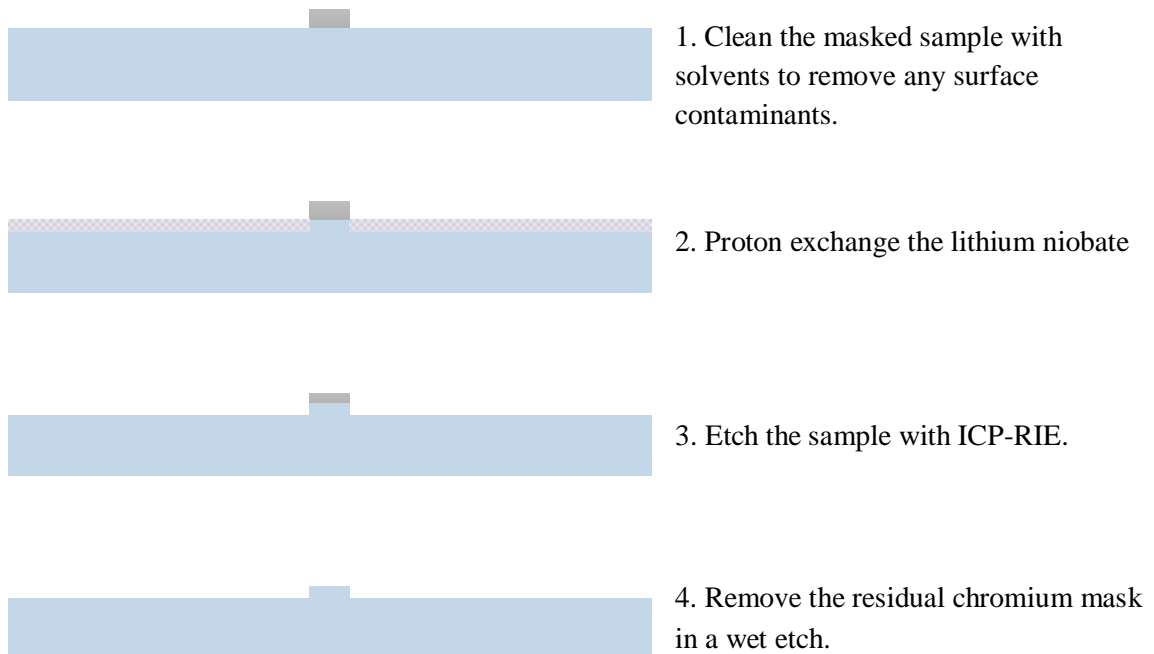 1. Clean the masked sample with
solvents to remove any surface
contaminants.
2. Proton exchange the lithium niobate
3. Etch the sample with ICP-RIE.
4. Remove the residual chromium mask
in a wet etch.